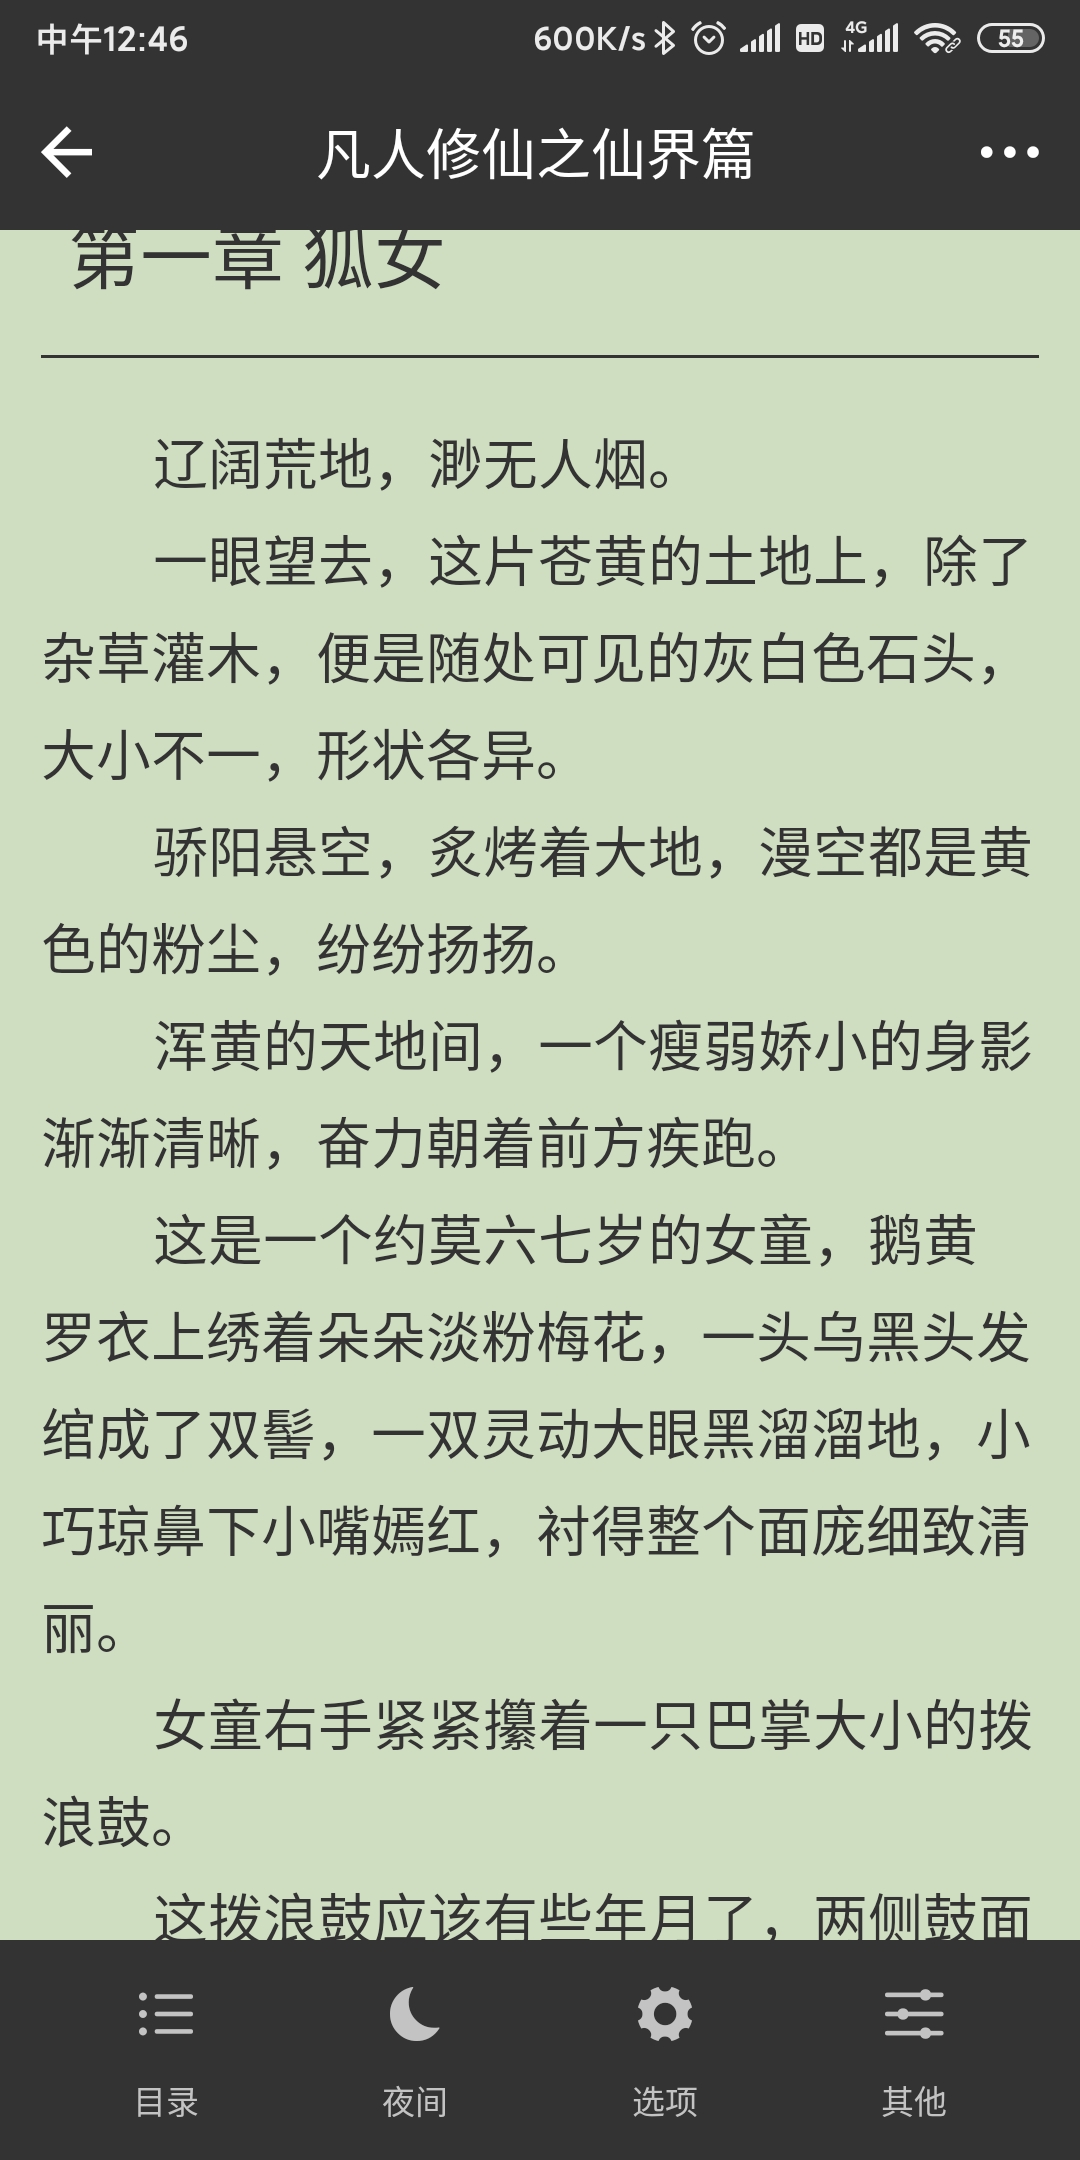 中午12:46
600K/s
HD
4G
55
凡人修仙之仙界篇
第一章 狐女
辽阔荒地，渺无人烟。
一眼望去，这片苍黄的土地上，除了
杂草灌木，便是随处可见的灰白色石头，
大小不一，形状各异。
骄阳悬空，炙烤着大地，漫空都是黄
色的粉尘，纷纷扬扬。
浑黄的天地间，一个瘦弱娇小的身影
渐渐清晰，奋力朝着前方疾跑。
这是一个约莫六七岁的女童，鹅黄
罗衣上绣着朵朵淡粉梅花，一头乌黑头发
绾成了双髻，一双灵动大眼黑溜溜地，小
巧琼鼻下小嘴嫣红，衬得整个面庞细致清
丽。
女童右手紧紧攥着一只巴掌大小的拨
浪鼓。
这拨浪鼓应该有些年月了，两侧鼓面
目录
夜间
选项
其他